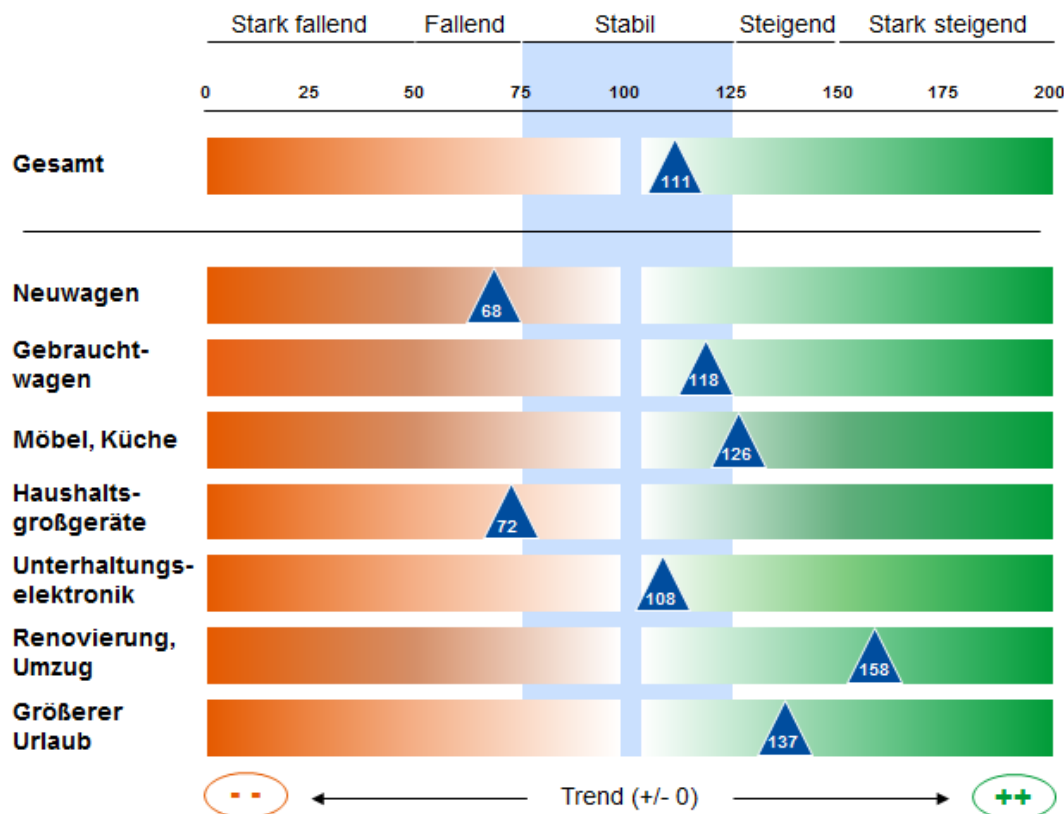 Stark fallend Fallend Stabil Steigend Stark steigend
0 25 50 75 100 125 150 175 200
Gesamt 111
Neuwagen 68
Gebraucht-
wagen 118
Möbel, Küche 126
Haushalts-
großgeräte 72
Unterhaltungs-
elektronik 108
Renovierung,
Umzug 158
Größerer
Urlaub 137
- - Trend (+/- 0) ++